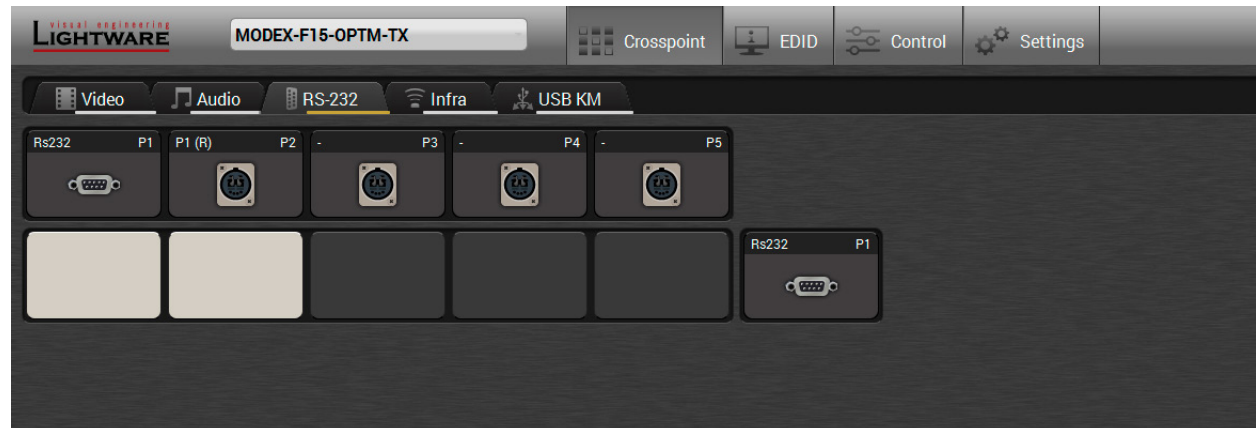 visual engineering
LIGHTWARE
MODEX-F15-OPTM-TX
Crosspoint
EDID
Control
Settings
Video
Audio
RS-232
Infra
USB KM
Rs232 P1
P1 (R) P2
- P3
- P4
- P5
Rs232 P1